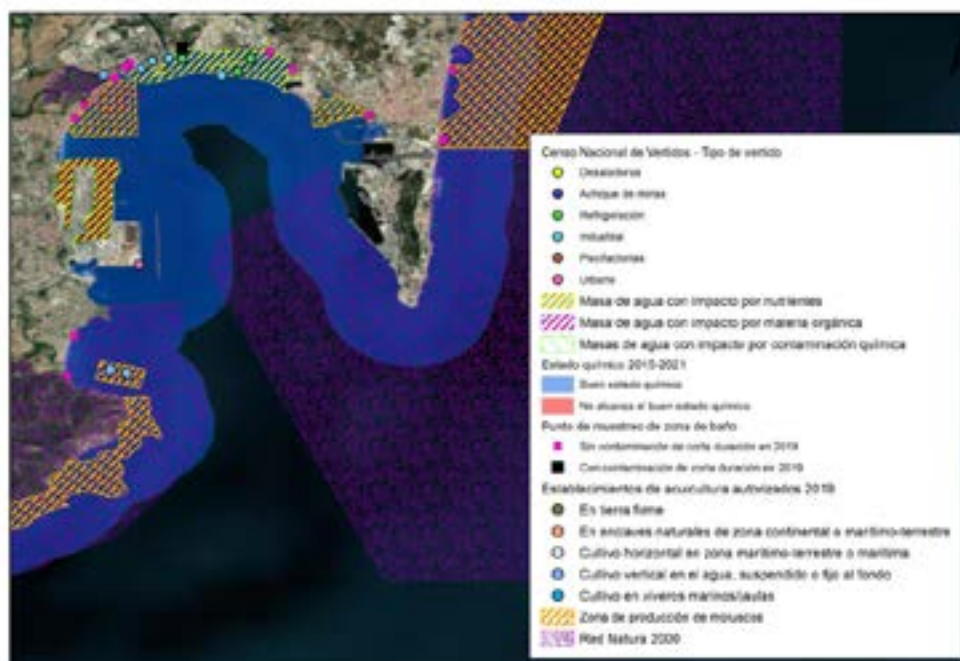 Censo Nacional de Vertidos - Tipo de vertido
Desaladoras
Achique de minas
Refrigeración
Industrial
Piscifactorías
Urbano
Masa de agua con impacto por nutrientes
Masa de agua con impacto por materia orgánica
Masas de agua con impacto por contaminación química
Estado químico 2015-2021
Buen estado químico
No alcanza el buen estado químico
Punto de muestreo de zona de baño
Sin contaminación de corta duración en 2019
Con contaminación de corta duración en 2019
Establecimientos de acuicultura autorizados 2019
En tierra firme
En enclaves naturales de zona continental o marítimo-terrestre
Cultivo horizontal en zona marítimo-terrestre o marítima
Cultivo vertical en el agua, suspendido o fijo al fondo
Cultivo en viveros marinos/jaulas
Zona de producción de moluscos
Red Natura 2000